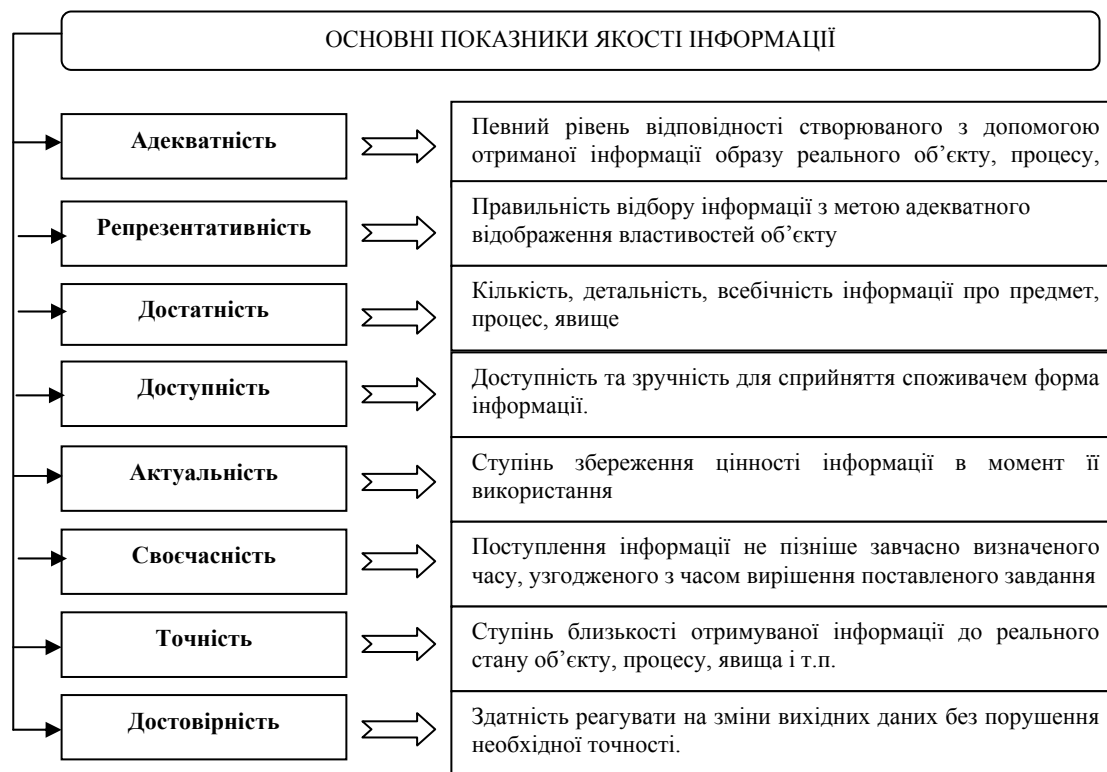 ОСНОВНІ ПОКАЗНИКИ ЯКОСТІ ІНФОРМАЦІЇ
Адекватність
Певний рівень відповідності створюваного з допомогою
отриманої інформації образу реального об’єкту, процесу,
Репрезентативність
Правильність відбору інформації з метою адекватного
відображення властивостей об’єкту
Достатність
Кількість, детальність, всебічність інформації про предмет,
процес, явище
Доступність
Доступність та зручність для сприйняття споживачем форма
інформації.
Актуальність
Ступінь збереження цінності інформації в момент її
використання
Своєчасність
Поступлення інформації не пізніше завчасно визначеного
часу, узгодженого з часом вирішення поставленого завдання
Точність
Ступінь близькості отримуваної інформації до реального
стану об’єкту, процесу, явища і т.п.
Достовірність
Здатність реагувати на зміни вихідних даних без порушення
необхідної точності.